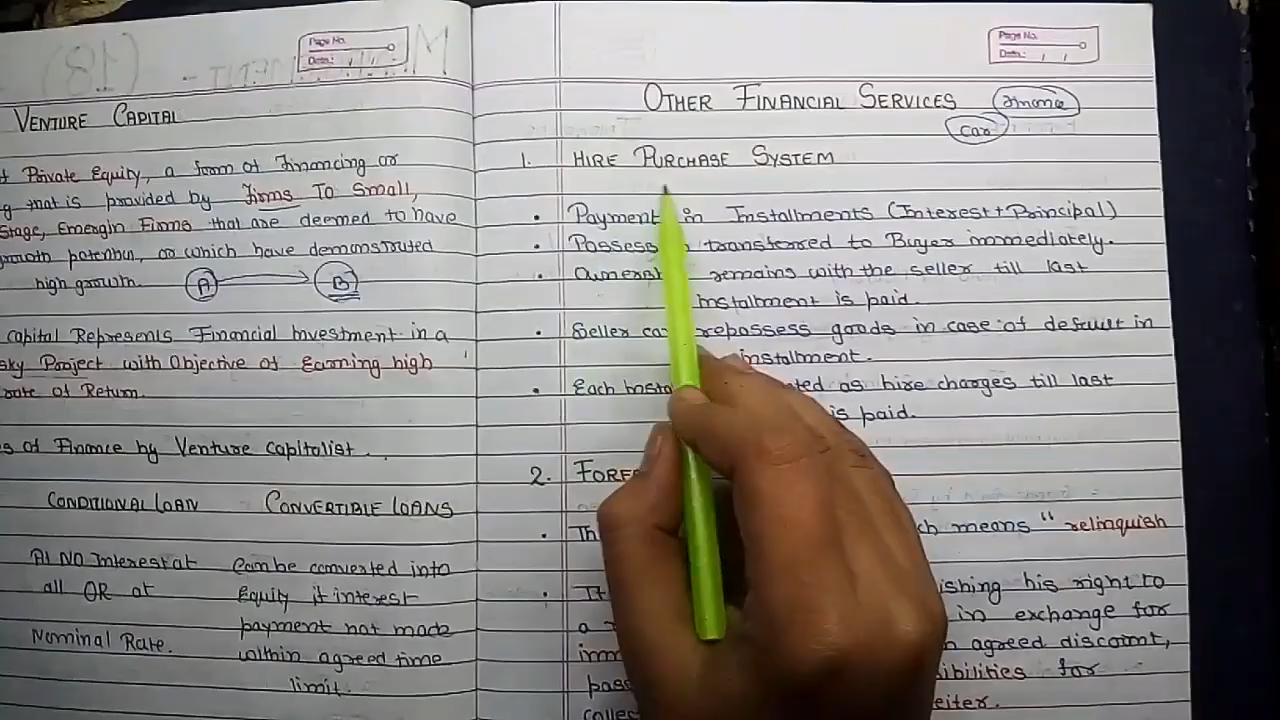 Page No.
Date:
VENTURE CAPITAL
Private Equity, a form of Financing or
that is provided by Firms To Small,
Stage, Emergin Firms that are deemed to have
growth potential, or which have demonstrated
high growth.
A B
capital Represents Financial Investment in a
Project with Objective of Earning high
rate of Return.
of Finance by Venture Capitalist.
CONDITIONAL LOAN CONVERTIBLE LOANS
At No Interest at
all OR at
Nominal Rate.
can be converted into
Equity if interest
payment not made
within agreed time
limit.
Page No.
Date:
OTHER FINANCIAL SERVICES
car
1. HIRE PURCHASE SYSTEM
• Payment in Installments (Interest+Principal)
• transferred to Buyer immediately.
• remains with the seller till last
installment is paid.
• Seller repossess goods in case of default in
installment.
• Each as hire charges till last
is paid.
2.
• means "relinquish
• his right to
a in exchange for
agreed discount,
for